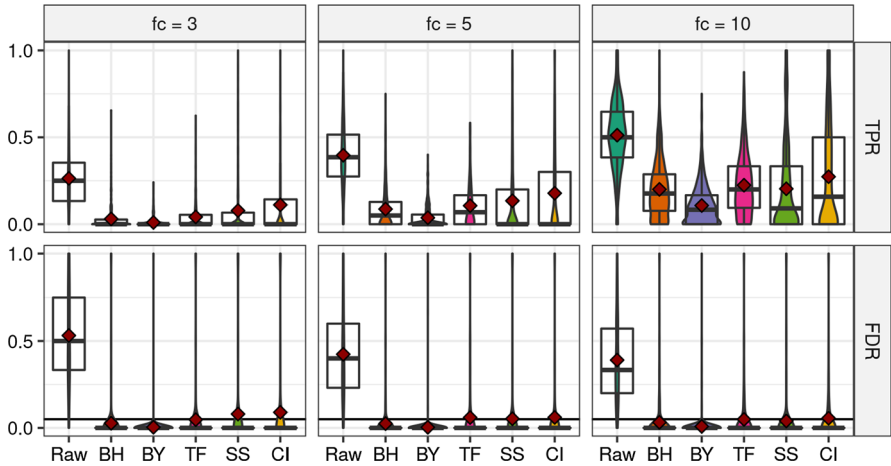 fc = 3 fc = 5 fc = 10
1.0
0.5
0.0
TPR
1.0
0.5
0.0
FDR
Raw BH BY TF SS CI Raw BH BY TF SS CI Raw BH BY TF SS CI